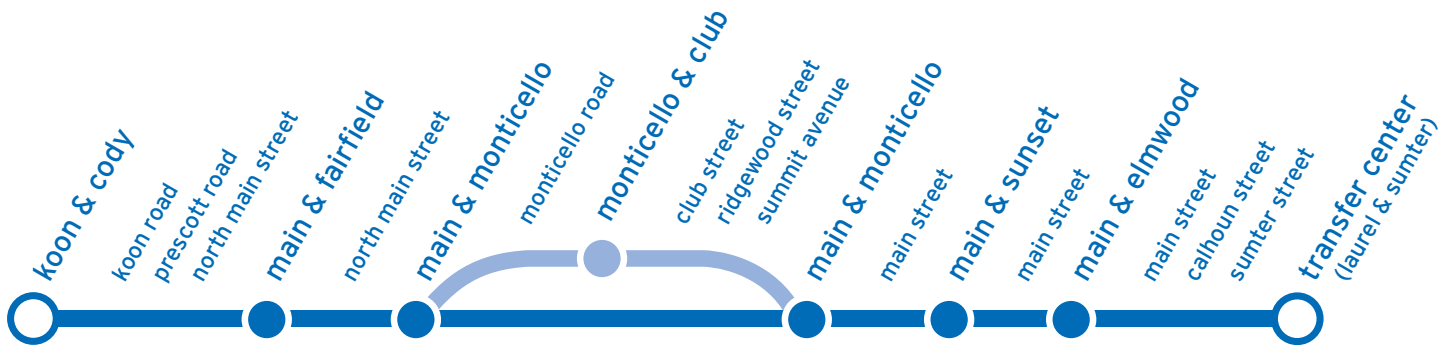 koon & cody
koon road
prescott road
north main street
main & fairfield
north main street
main & monticello
monticello road
monticello & club
club street
ridgewood street
summit avenue
main & monticello
main street
main & sunset
main street
main & elmwood
main street
calhoun street
sumter street
transfer center
(laurel & sumter)